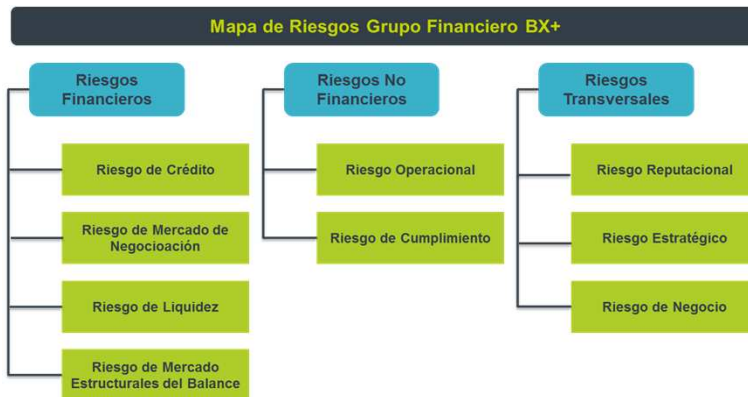 Mapa de Riesgos Grupo Financiero BX+
Riesgos
Financieros
Riesgo de Crédito
Riesgo de Mercado de
Negocioación
Riesgo de Liquidez
Riesgo de Mercado
Estructurales del Balance
Riesgos No
Financieros
Riesgo Operacional
Riesgo de Cumplimiento
Riesgos
Transversales
Riesgo Reputacional
Riesgo Estratégico
Riesgo de Negocio